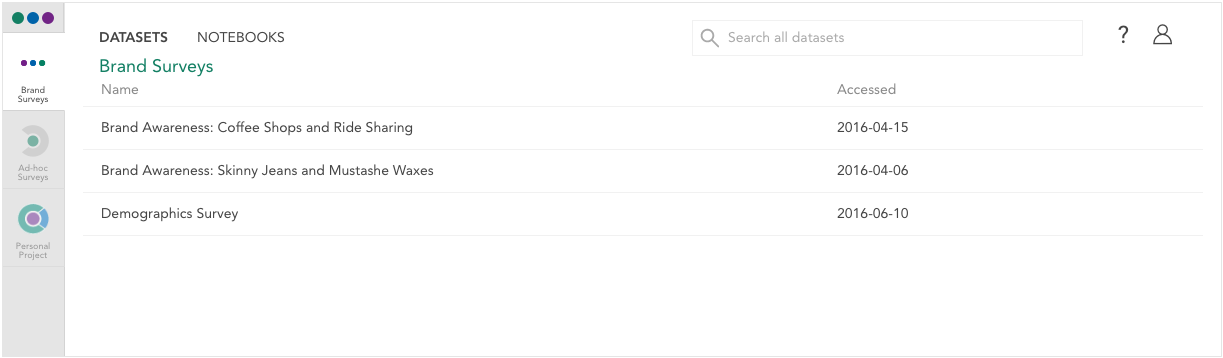 DATASETS NOTEBOOKS Search all datasets ?
Brand Surveys
Name Accessed
Brand Awareness: Coffee Shops and Ride Sharing 2016-04-15
Brand Awareness: Skinny Jeans and Mustashe Waxes 2016-04-06
Demographics Survey 2016-06-10
Brand
Surveys
Ad-hoc
Surveys
Personal
Project